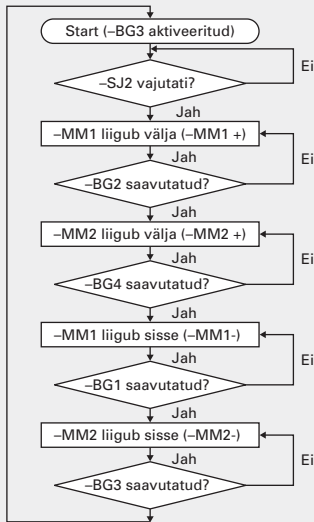 Start (–BG3 aktiveeritud)
Ei
–SJ2 vajutati?
Jah
–MM1 liigub välja (–MM1 +)
Jah
Ei
–BG2 saavutatud?
Jah
–MM2 liigub välja (–MM2 +)
Jah
Ei
–BG4 saavutatud?
Jah
–MM1 liigub sisse (–MM1-)
Jah
Ei
–BG1 saavutatud?
Jah
–MM2 liigub sisse (–MM2-)
Jah
Ei
–BG3 saavutatud?